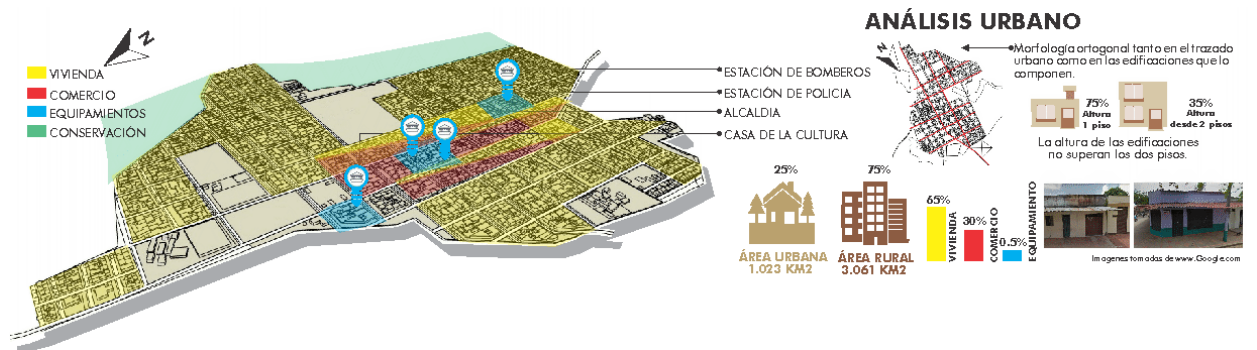 ANÁLISIS URBANO
N
VIVIENDA
COMERCIO
EQUIPAMIENTOS
CONSERVACIÓN
ESTACIÓN DE BOMBEROS
ESTACIÓN DE POLICIA
ALCALDIA
CASA DE LA CULTURA
N
Morfología ortogonal tanto en el trazado
urbano como en las edificaciones que lo
componen.
75%
Altura
1 piso
35%
Altura
desde 2 pisos
La altura de las edificaciones
no superan los dos pisos.
25%
ÁREA URBANA
1.023 KM2
75%
ÁREA RURAL
3.061 KM2
65%
VIVIENDA
30%
COMERCIO
0.5%
EQUIPAMIENTO
Imagenes tomadas de www.Google.com